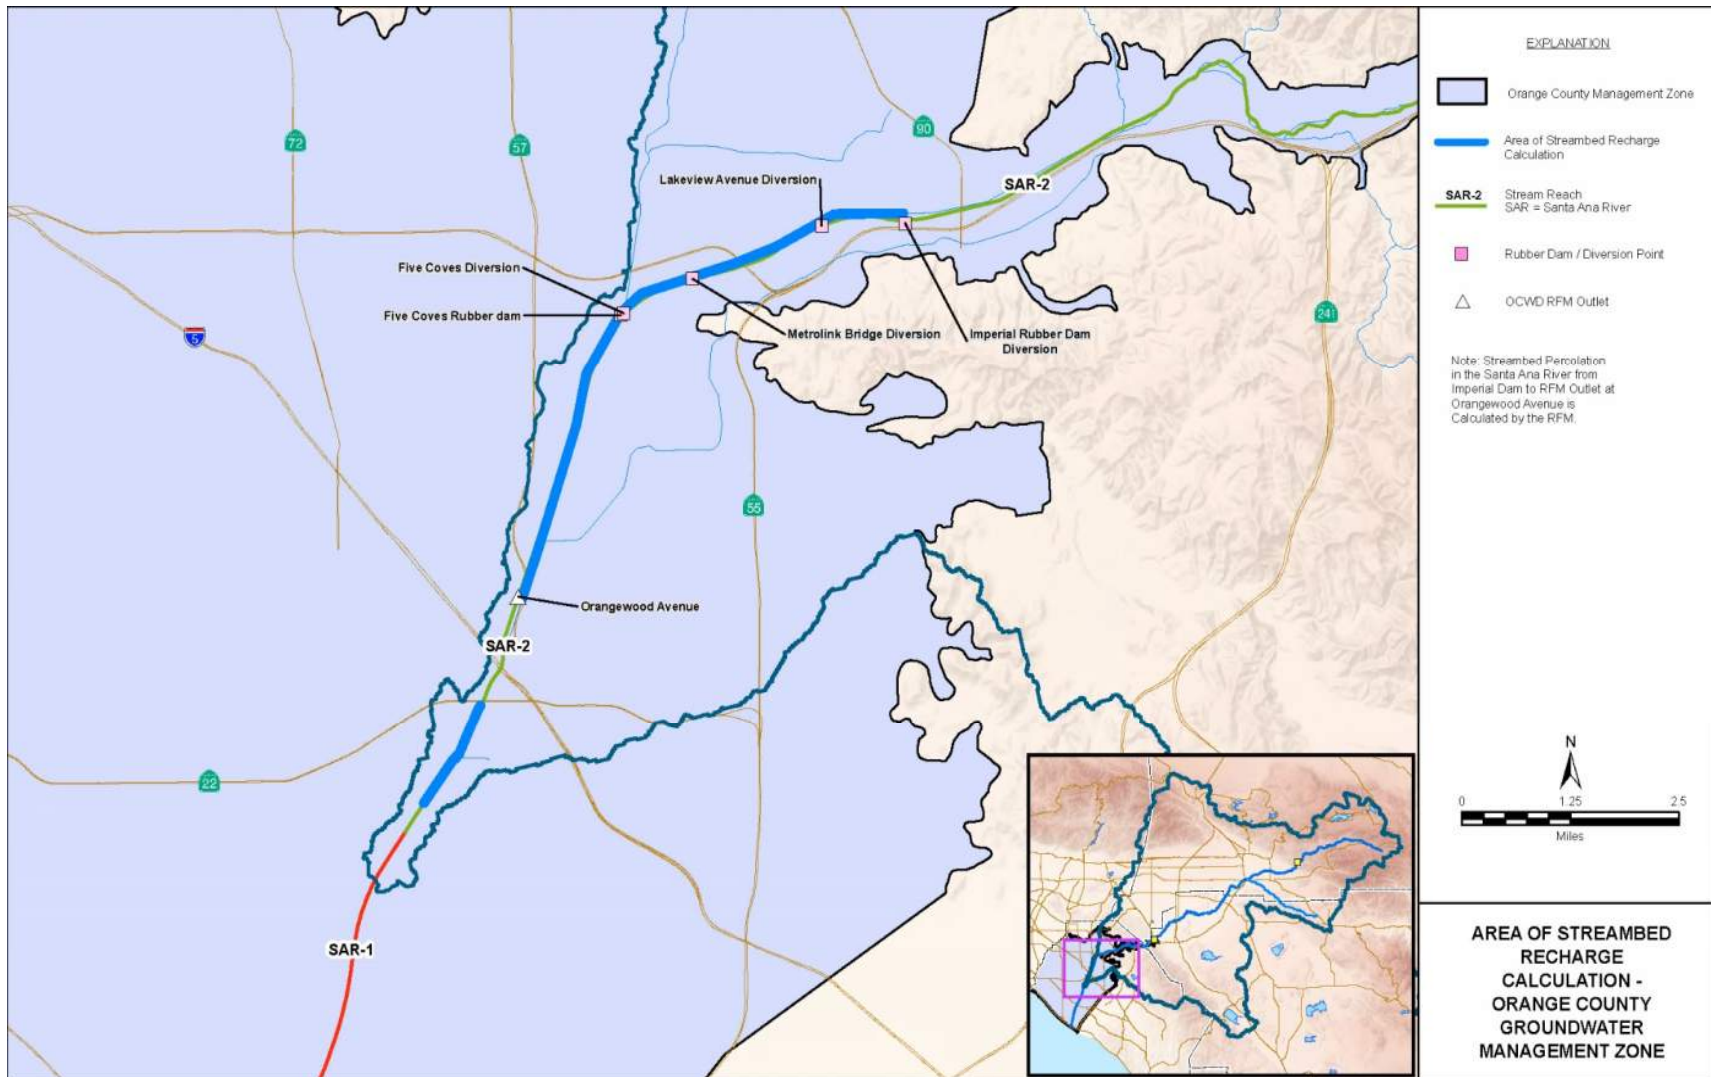 72
57
90
Lakeview Avenue Diversion
SAR-2
Five Coves Diversion
Five Coves Rubber dam
Metrolink Bridge Diversion
Imperial Rubber Dam
Diversion
5
241
55
Orangewood Avenue
SAR-2
22
SAR-1
EXPLANATION
Orange County Management Zone
Area of Streambed Recharge
Calculation
SAR-2
Stream Reach
SAR = Santa Ana River
Rubber Dam / Diversion Point
OCWD RFM Outlet
Note: Streambed Percolation
in the Santa Ana River from
Imperial Dam to RFM Outlet at
Orangewood Avenue is
Calculated by the RFM.
N
0 1.25 2.5
Miles
AREA OF STREAMBED
RECHARGE
CALCULATION -
ORANGE COUNTY
GROUNDWATER
MANAGEMENT ZONE